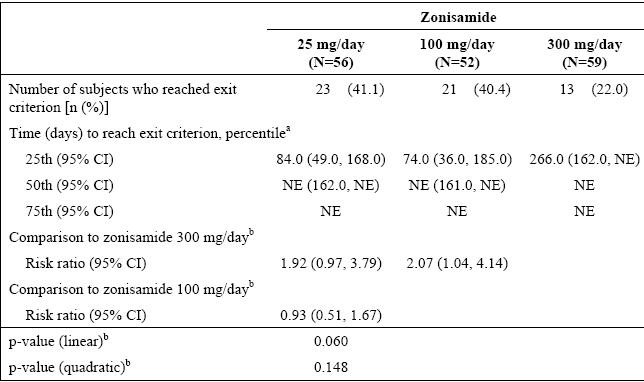 Zonisamide
25 mg/day 100 mg/day 300 mg/day
(N=56) (N=52) (N=59)
Number of subjects who reached exit 23 (41.1) 21 (40.4) 13 (22.0)
criterion [n (%)]
Time (days) to reach exit criterion, percentileᵃ
25th (95% CI) 84.0 (49.0, 168.0) 74.0 (36.0, 185.0) 266.0 (162.0, NE)
50th (95% CI) NE (162.0, NE) NE (161.0, NE) NE
75th (95% CI) NE NE NE
Comparison to zonisamide 300 mg/dayᵇ
Risk ratio (95% CI) 1.92 (0.97, 3.79) 2.07 (1.04, 4.14)
Comparison to zonisamide 100 mg/dayᵇ
Risk ratio (95% CI) 0.93 (0.51, 1.67)
p-value (linear)ᵇ 0.060
p-value (quadratic)ᵇ 0.148